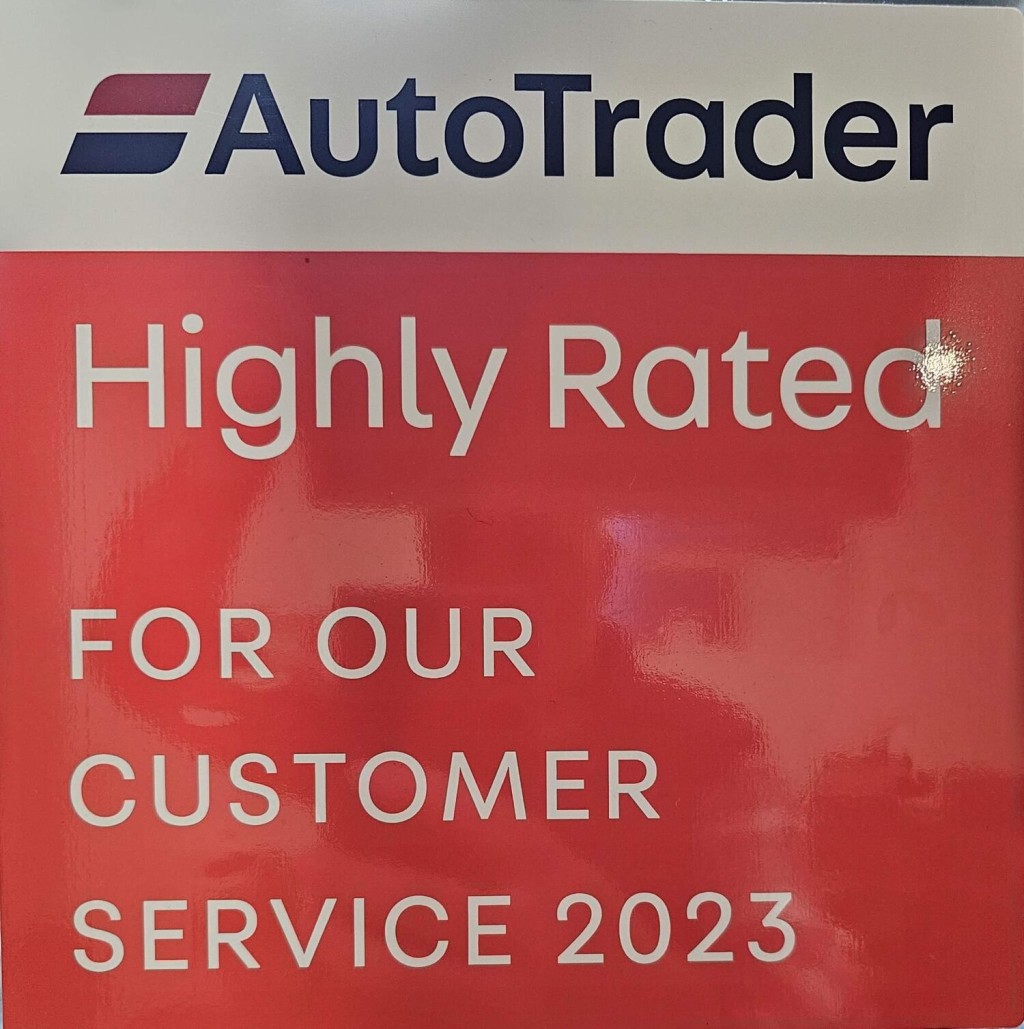 AutoTrader
Highly Rated
FOR OUR
CUSTOMER
SERVICE 2023